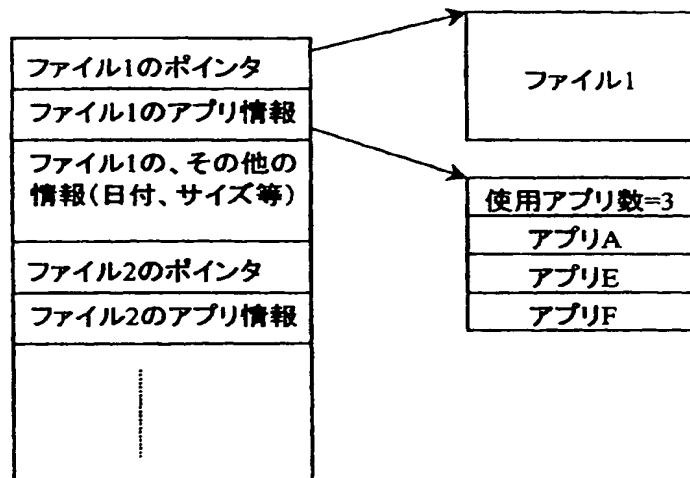 ファイル1のポインタ
ファイル1のアプリ情報
ファイル1の、その他の
情報(日付、サイズ等)
ファイル2のポインタ
ファイル2のアプリ情報
ファイル1
使用アプリ数=3
アプリA
アプリE
アプリF